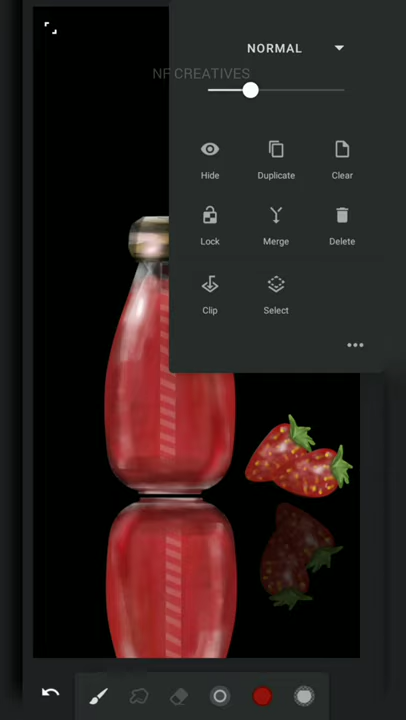 NORMAL
NF CREATIVES
Hide Duplicate Clear
Lock Merge Delete
Clip Select